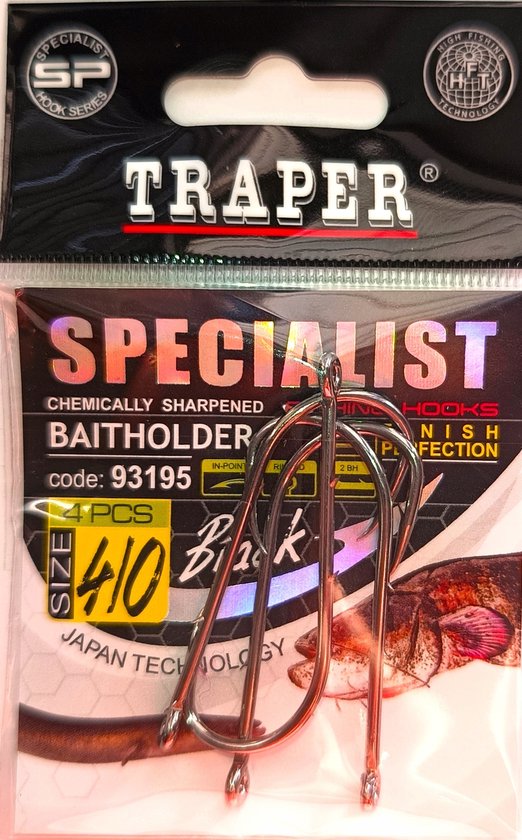 SPECIALIST
SP
HOOK SERIES
HIGH FISHING
HFT
TECHNOLOGY
TRAPER®
SPECIALIST
CHEMICALLY SHARPENED
HOOKS
BAITHOLDER
PERFECTION
code: 93195
IN-POINT
2 BH
4 PCS
SIZE
4/0
Black
JAPAN TECHNOLOGY